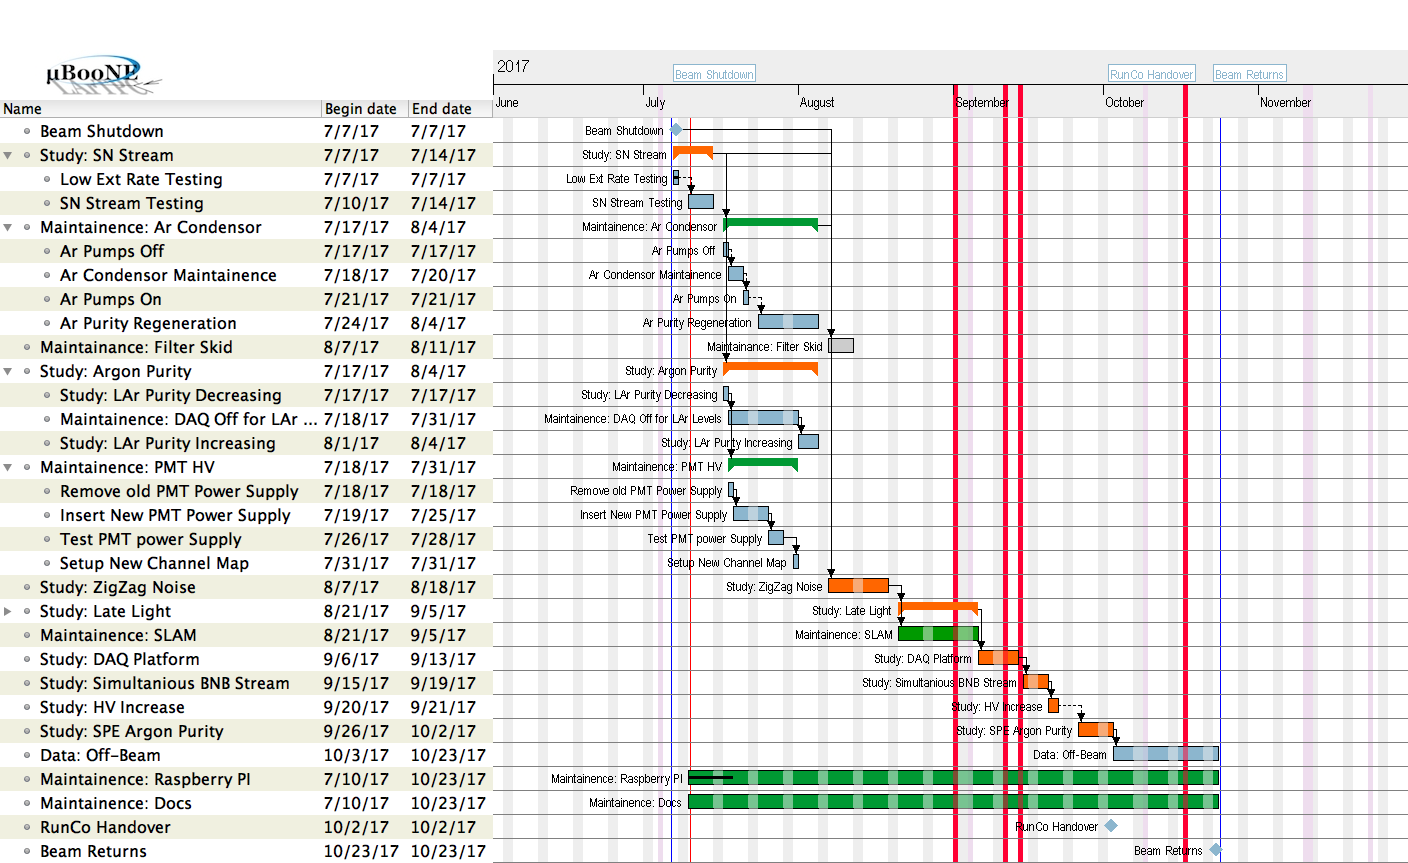 2017
µBooNE
LArTPC
Beam Shutdown
RunCo Handover
Beam Returns
Name Begin date End date
June July August September October November
Beam Shutdown 7/7/17 7/7/17 Beam Shutdown
Study: SN Stream 7/7/17 7/14/17 Study: SN Stream
Low Ext Rate Testing 7/7/17 7/7/17 Low Ext Rate Testing
SN Stream Testing 7/10/17 7/14/17 SN Stream Testing
Maintainence: Ar Condensor 7/17/17 8/4/17 Maintainence: Ar Condensor
Ar Pumps Off 7/17/17 7/17/17 Ar Pumps Off
Ar Condensor Maintainence 7/18/17 7/20/17 Ar Condensor Maintainence
Ar Pumps On 7/21/17 7/21/17 Ar Pumps On
Ar Purity Regeneration 7/24/17 8/4/17 Ar Purity Regeneration
Maintainance: Filter Skid 8/7/17 8/11/17 Maintainance: Filter Skid
Study: Argon Purity 7/17/17 8/4/17 Study: Argon Purity
Study: LAr Purity Decreasing 7/17/17 7/17/17 Study: LAr Purity Decreasing
Maintainence: DAQ Off for LAr ... 7/18/17 7/31/17 Maintainence: DAQ Off for LAr Levels
Study: LAr Purity Increasing 8/1/17 8/4/17 Study: LAr Purity Increasing
Maintainence: PMT HV 7/18/17 7/31/17 Maintainence: PMT HV
Remove old PMT Power Supply 7/18/17 7/18/17 Remove old PMT Power Supply
Insert New PMT Power Supply 7/19/17 7/25/17 Insert New PMT Power Supply
Test PMT power Supply 7/26/17 7/28/17 Test PMT power Supply
Setup New Channel Map 7/31/17 7/31/17 Setup New Channel Map
Study: ZigZag Noise 8/7/17 8/18/17 Study: ZigZag Noise
Study: Late Light 8/21/17 9/5/17 Study: Late Light
Maintainence: SLAM 8/21/17 9/5/17 Maintainence: SLAM
Study: DAQ Platform 9/6/17 9/13/17 Study: DAQ Platform
Study: Simultanious BNB Stream 9/15/17 9/19/17 Study: Simultanious BNB Stream
Study: HV Increase 9/20/17 9/21/17 Study: HV Increase
Study: SPE Argon Purity 9/26/17 10/2/17 Study: SPE Argon Purity
Data: Off-Beam 10/3/17 10/23/17 Data: Off-Beam
Maintainence: Raspberry PI 7/10/17 10/23/17 Maintainence: Raspberry PI
Maintainence: Docs 7/10/17 10/23/17 Maintainence: Docs
RunCo Handover 10/2/17 10/2/17 RunCo Handover
Beam Returns 10/23/17 10/23/17 Beam Returns